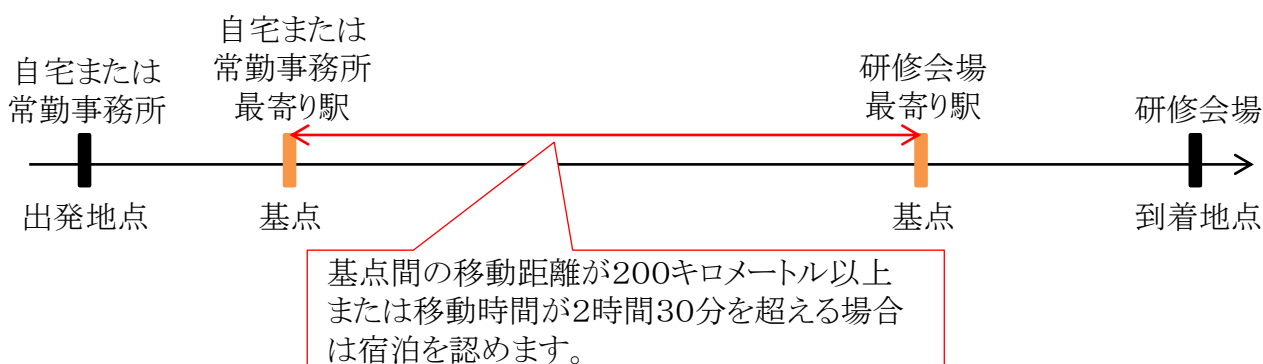 自宅または
常勤事務所
自宅または
常勤事務所
最寄り駅
研修会場
最寄り駅
研修会場
出発地点
基点
基点
到着地点
基点間の移動距離が200キロメートル以上
または移動時間が2時間30分を超える場合
は宿泊を認めます。